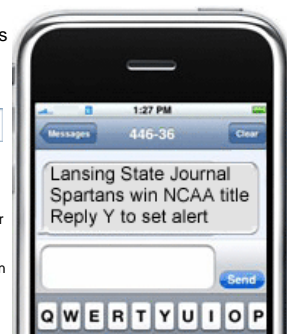 s
1:27 PM
Messages 446-36 Clear
Lansing State Journal
Spartans win NCAA title
Reply Y to set alert
r
n
Send
Q W E R T Y U I O P